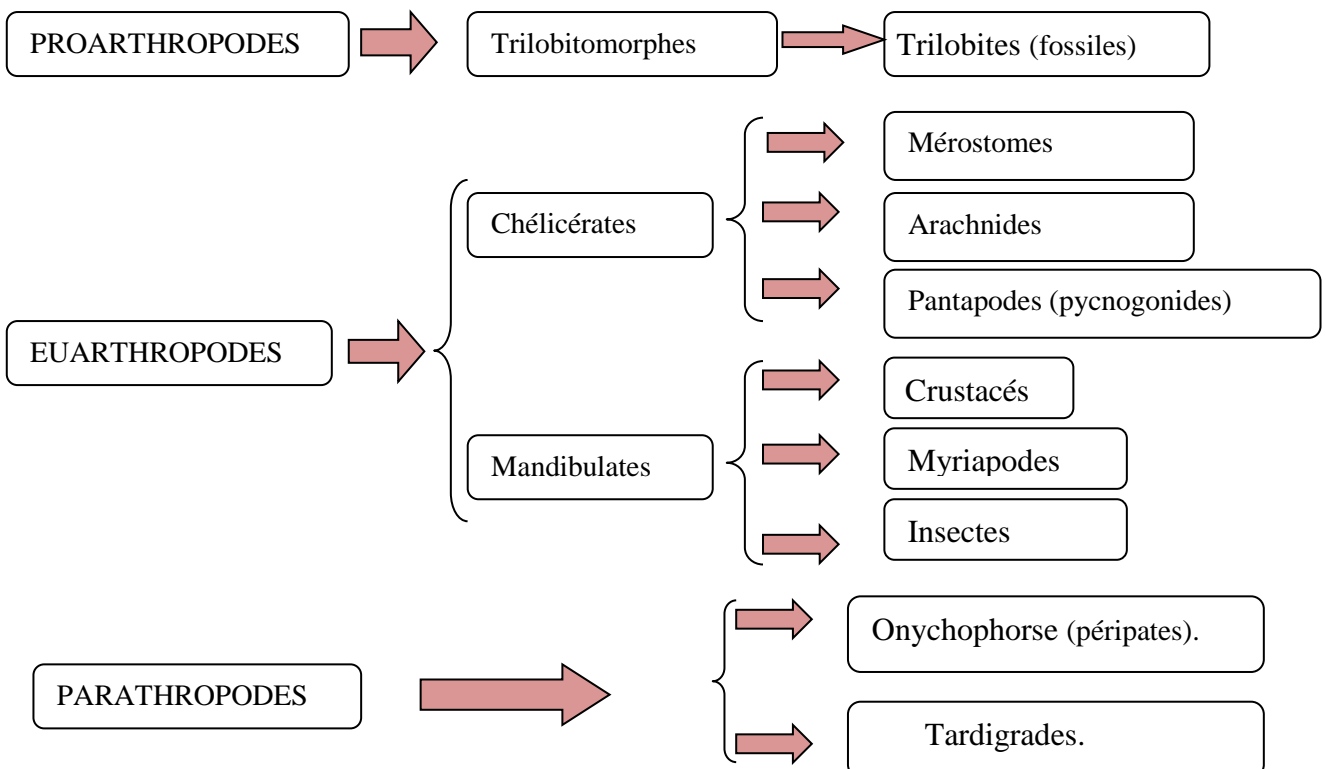 PROARTHROPODES
Trilobitomorphes
Trilobites (fossiles)
Mérostomes
Chélicérates
Arachnides
Pantapodes (pycnogonides)
EUARTHROPODES
Crustacés
Mandibulates
Myriapodes
Insectes
Onychophorse (péripates).
PARATHROPODES
Tardigrades.